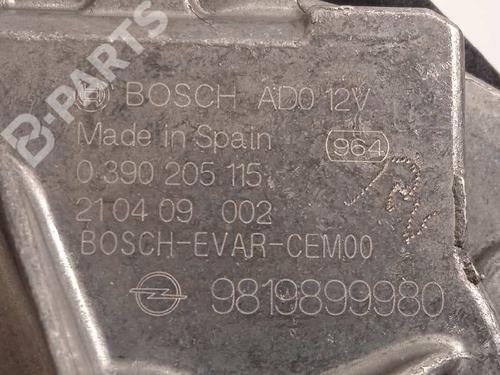 B-PARTS
BOSCH ADO 12V
Made in Spain
964
0 390 205 115
21 04 09 002
BOSCH-EVAR-CEM00
9819899980